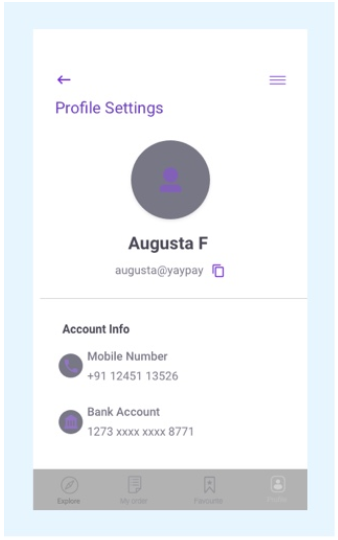 Profile Settings
Augusta F
augusta@yaypay
Account Info
Mobile Number
+91 12451 13526
Bank Account
1273 xxxx xxxx 8771
Explore
My order
Favourite
Profile